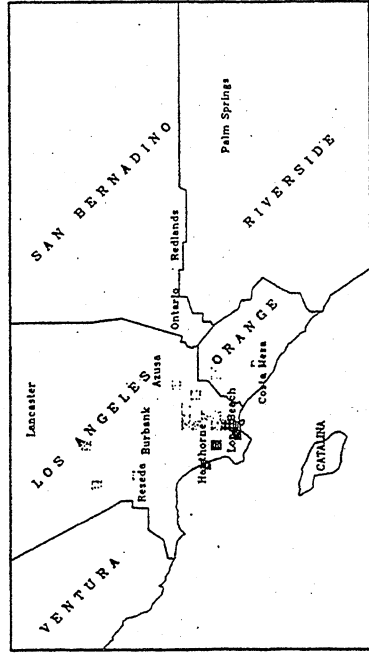 Lancaster
SAN BERNADINO
LOS ANGELES
VENTURA
Azusa
Reseda
Burbank
Ontario
Redlands
Palm Springs
Hawthorne
ORANGE
RIVERSIDE
Long Beach
Costa Mesa
CATALINA